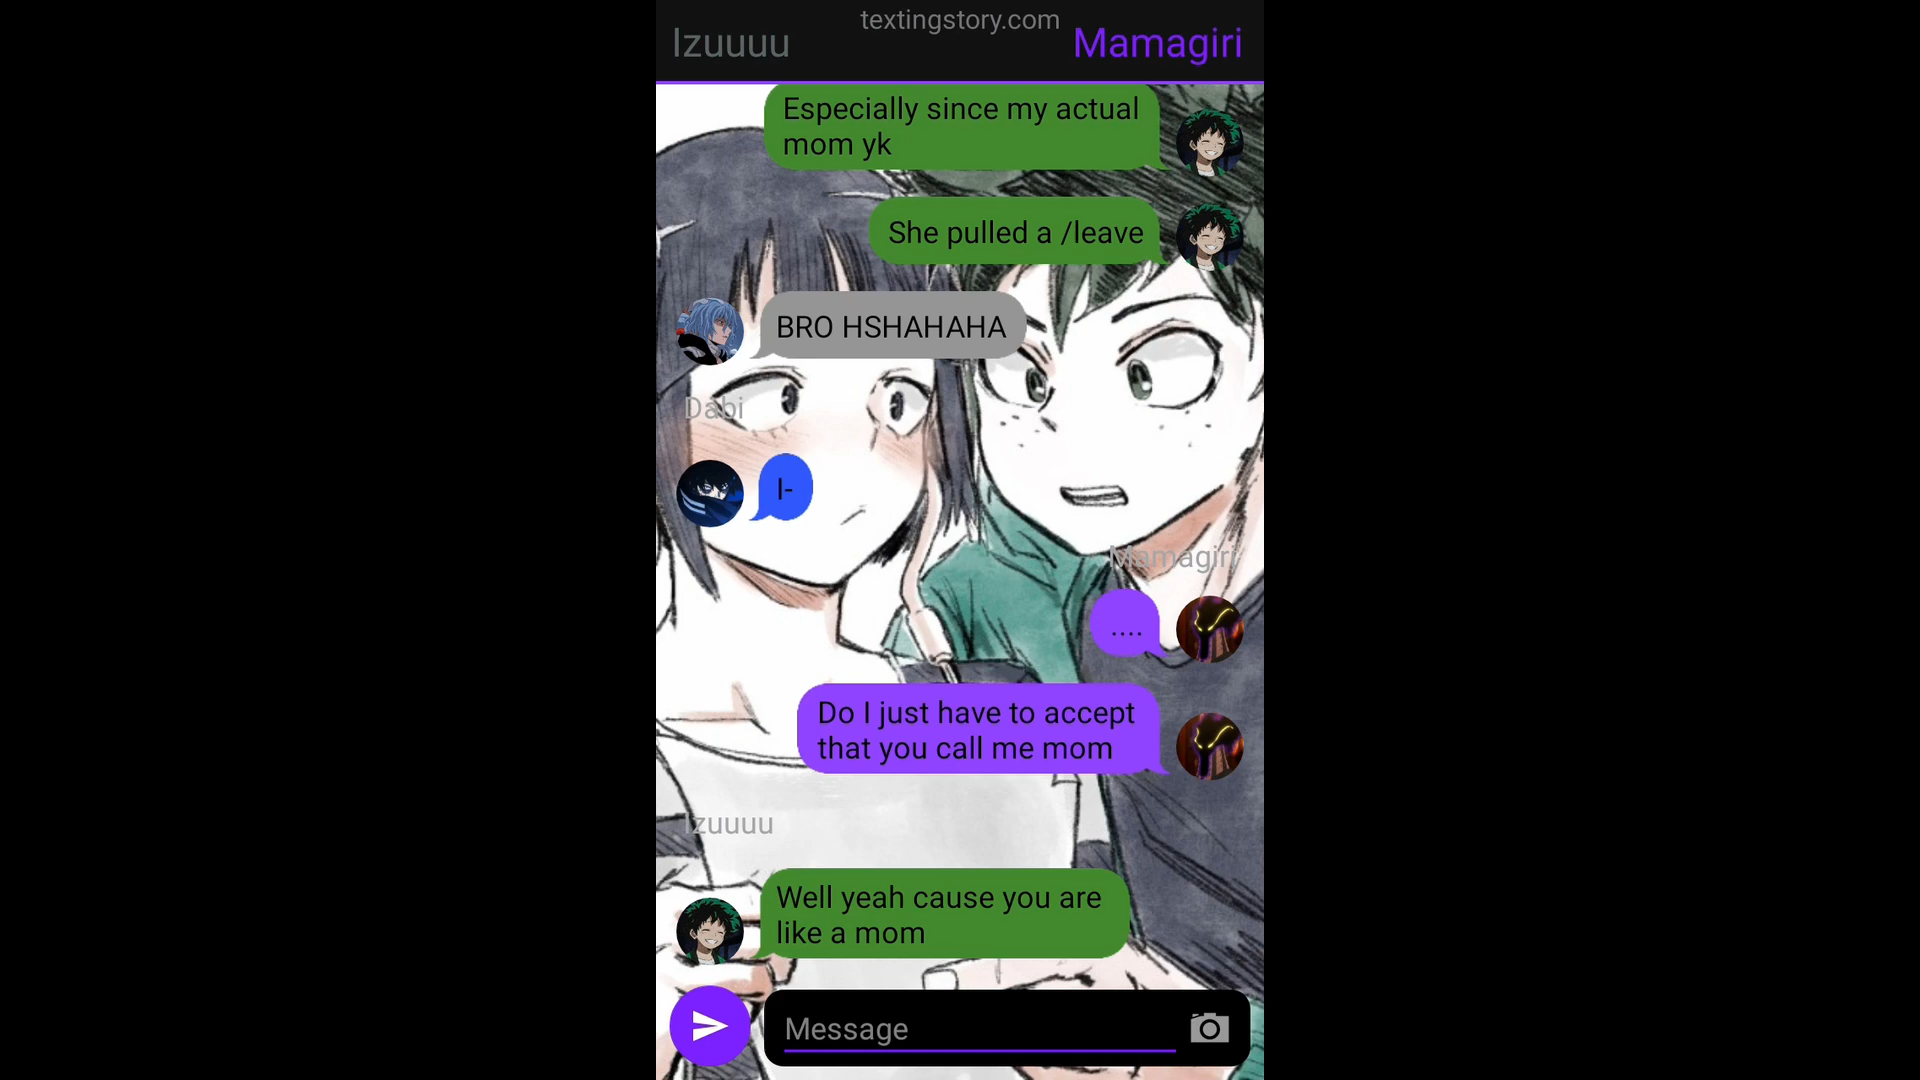 textingstory.com
Izuuuu
Mamagiri
Especially since my actual
mom yk
She pulled a /leave
BRO HSHAHAHA
Dabi
I-
Mamagiri
....
Do I just have to accept
that you call me mom
Izuuuu
Well yeah cause you are
like a mom
Message